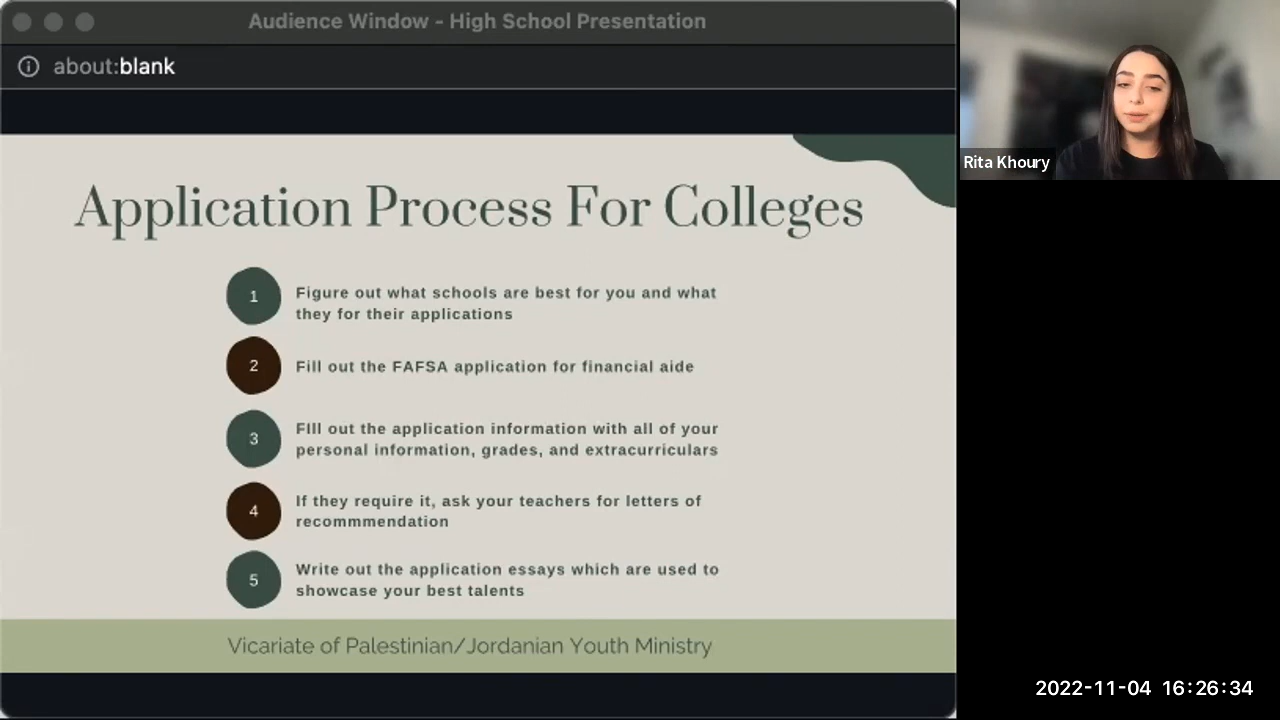 Audience Window - High School Presentation
about:blank
Rita Khoury
Application Process For Colleges
1
Figure out what schools are best for you and what
they for their applications
2
Fill out the FAFSA application for financial aide
3
FIll out the application information with all of your
personal information, grades, and extracurriculars
4
If they require it, ask your teachers for letters of
recommmendation
5
Write out the application essays which are used to
showcase your best talents
Vicariate of Palestinian/Jordanian Youth Ministry
2022-11-04 16:26:34